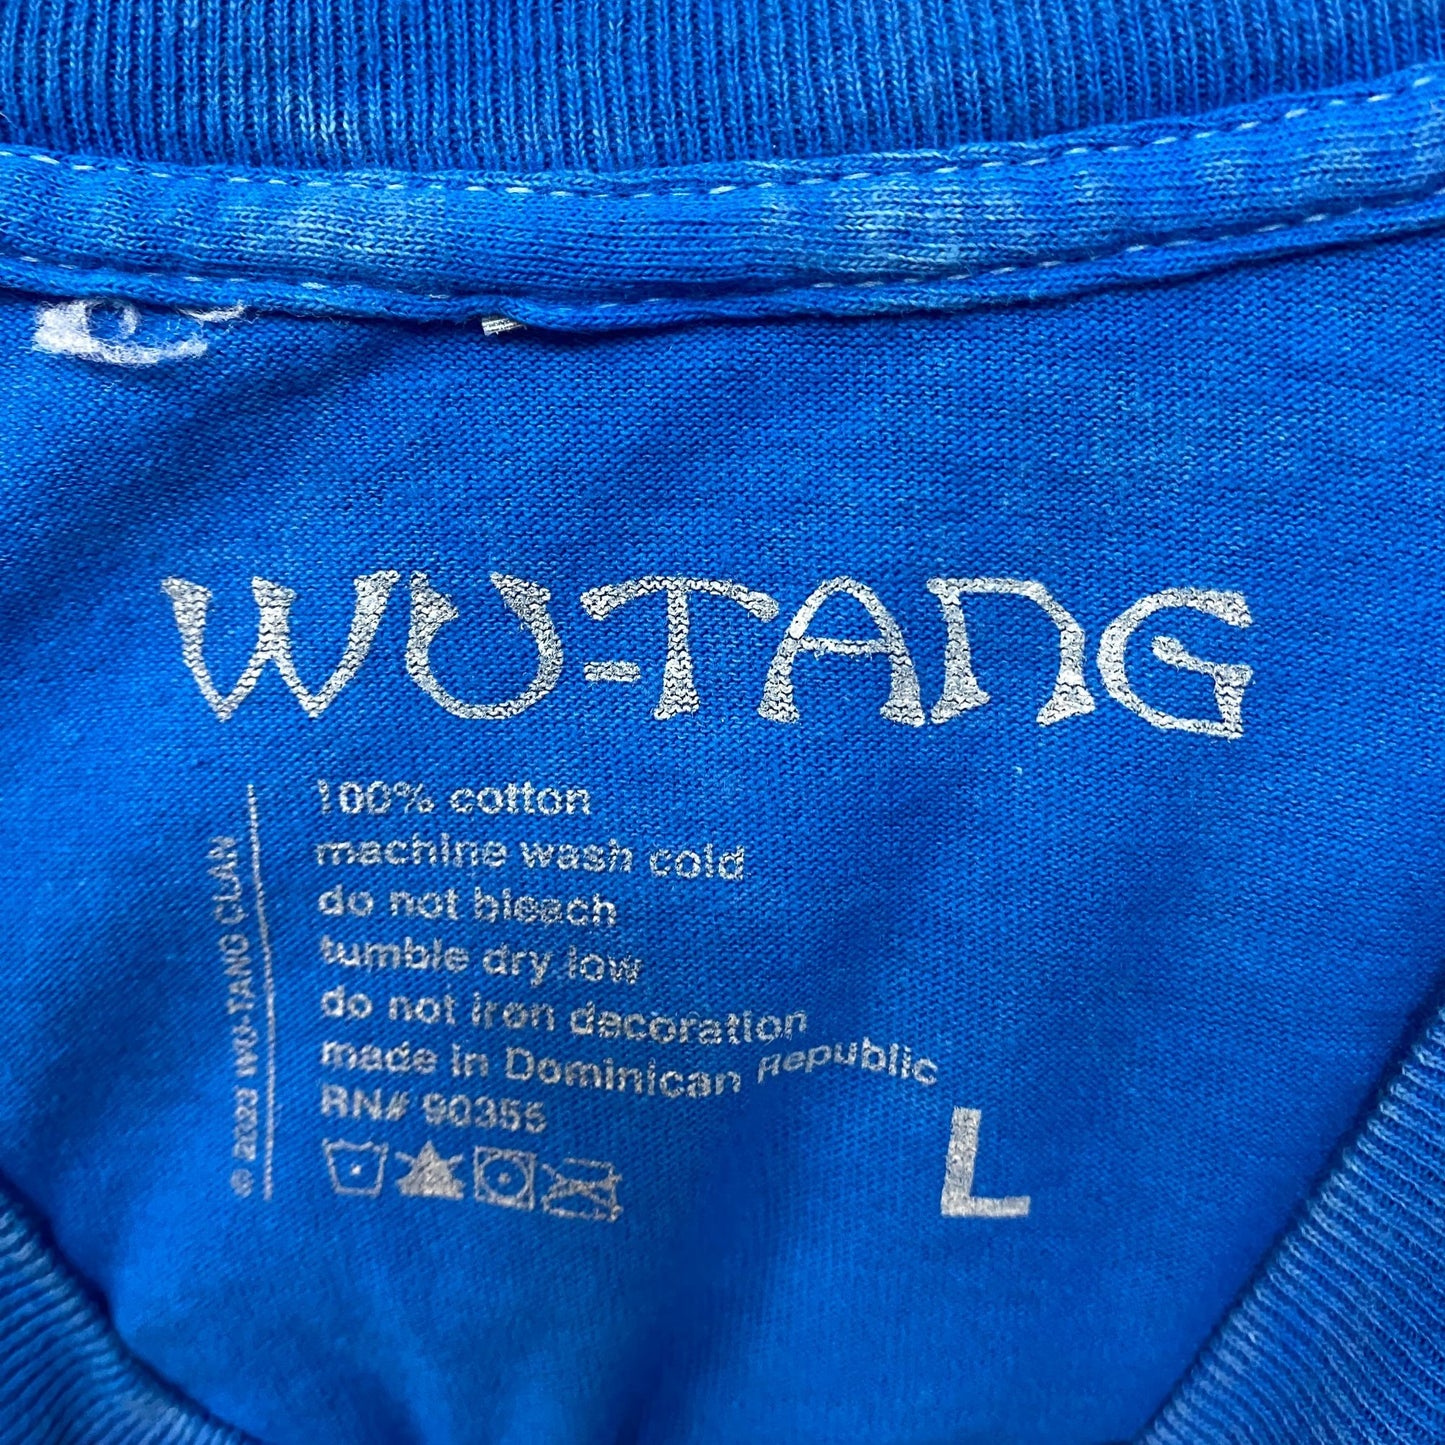 WU-TANG
100% cotton
machine wash cold
do not bleach
tumble dry low
do not iron decoration
made in Dominican Republic
RN# 90355
L
© 2023 WU-TANG CLAN